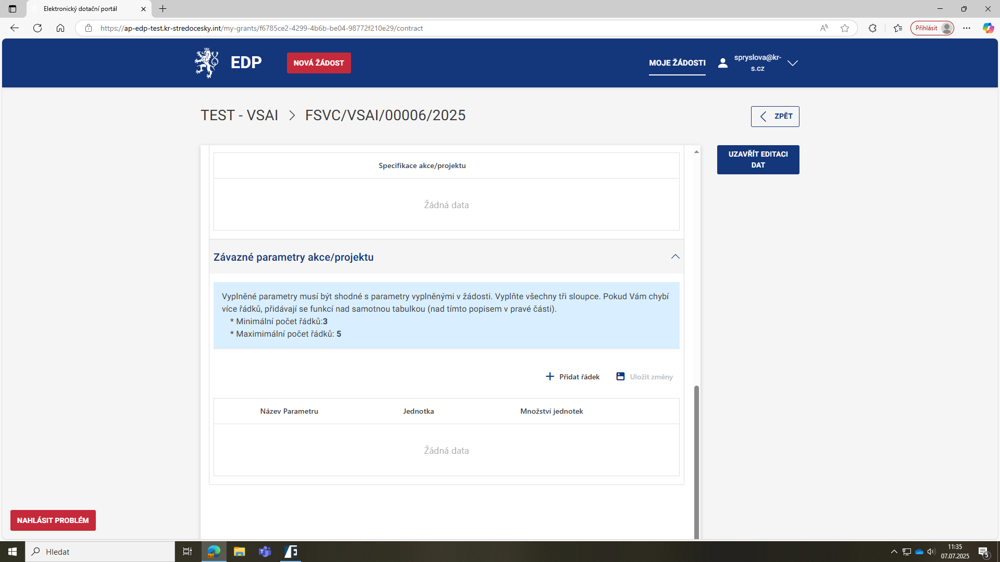 Elektronický dotační portál
https://ap-edp-test.kr-stredocesky.int/my-grants/f6785ce2-4299-4b6b-be04-98772f210e29/contract
Přihlásit
EDP
NOVÁ ŽÁDOST
MOJE ŽÁDOSTI
spryslova@kr-
s.cz
TEST - VSAI > FSVC/VSAI/00006/2025
ZPĚT
UZAVŘÍT EDITACI
DAT
Specifikace akce/projektu
Žádná data
Závazné parametry akce/projektu
Vyplněné parametry musí být shodné s parametry vyplněnými v žádosti. Vyplňte všechny tři sloupce. Pokud Vám chybí
více řádků, přidávají se funkcí nad samotnou tabulkou (nad tímto popisem v pravé části).
* Minimální počet řádků:3
* Maximimální počet řádků: 5
Přidat řádek
Uložit změny
Název Parametru
Jednotka
Množství jednotek
Žádná data
NAHLÁSIT PROBLÉM
Hledat
11:35
07.07.2025
5